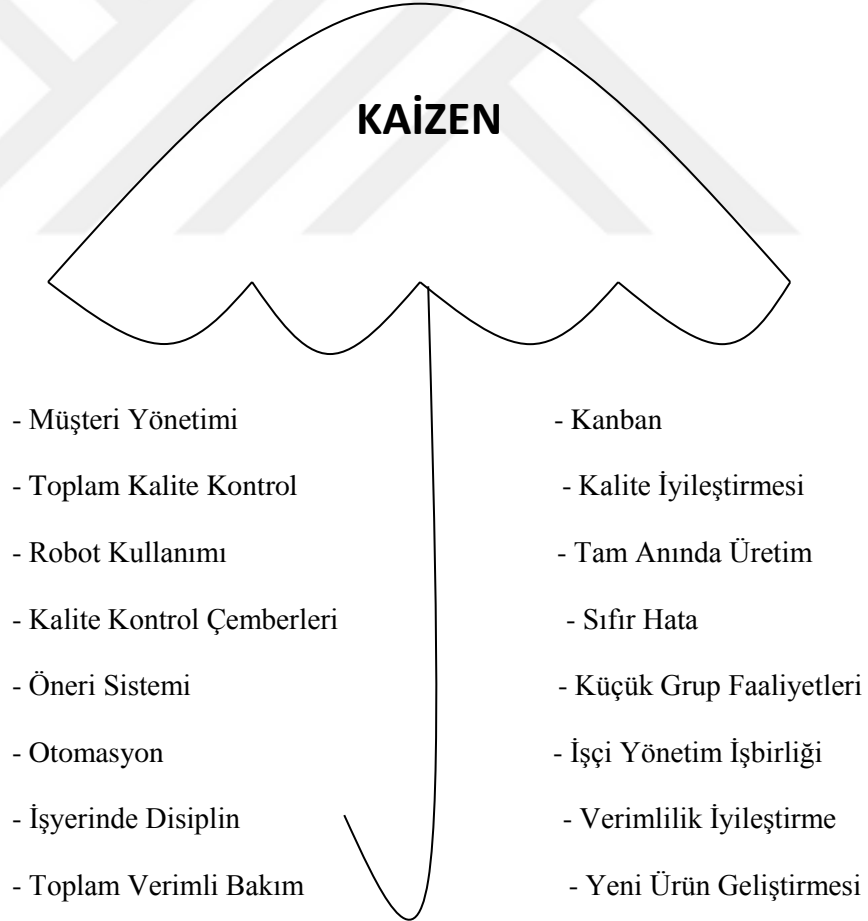 KAİZEN
- Müşteri Yönetimi
- Toplam Kalite Kontrol
- Robot Kullanımı
- Kalite Kontrol Çemberleri
- Öneri Sistemi
- Otomasyon
- İşyerinde Disiplin
- Toplam Verimli Bakım
- Kanban
- Kalite İyileştirmesi
- Tam Anında Üretim
- Sıfır Hata
- Küçük Grup Faaliyetleri
- İşçi Yönetim İşbirliği
- Verimlilik İyileştirme
- Yeni Ürün Geliştirmesi